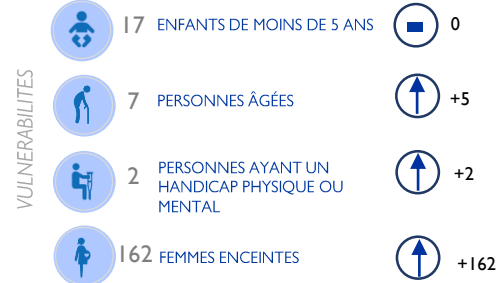 VULNERABILITES
17 ENFANTS DE MOINS DE 5 ANS 0
7 PERSONNES ÂGÉES +5
2 PERSONNES AYANT UN
HANDICAP PHYSIQUE OU
MENTAL
+2
162 FEMMES ENCEINTES +162